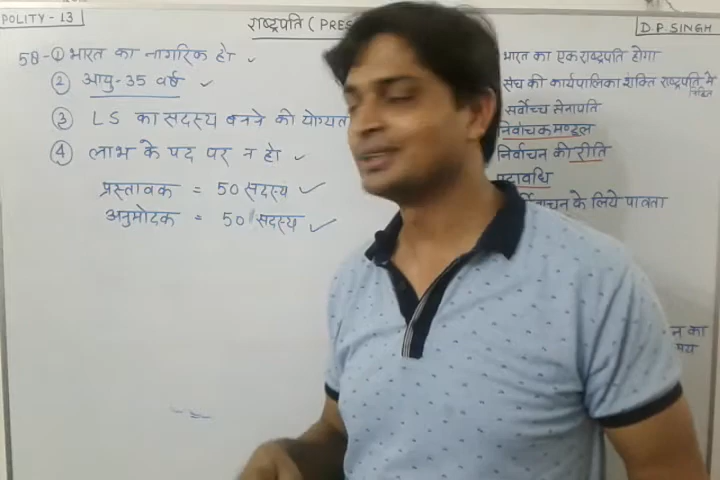 POLITY - 13
राष्ट्रपति ( PRES
D.P. SINGH
58- ① भारत का नागरिक हो
② आयु - 35 वर्ष
③ LS का सदस्य बनने की योग्यता
④ लाभ के पद पर न हो
प्रस्तावक = 50 सदस्य
अनुमोदक = 50 सदस्य
भारत का एक राष्ट्रपति होगा
संघ की कार्यपालिका शक्ति राष्ट्रपति में
निहित
सर्वोच्च सेनापति
निर्वाचक मण्डल
निर्वाचन की रीति
पदावधि
के लिये पात्रता
न का